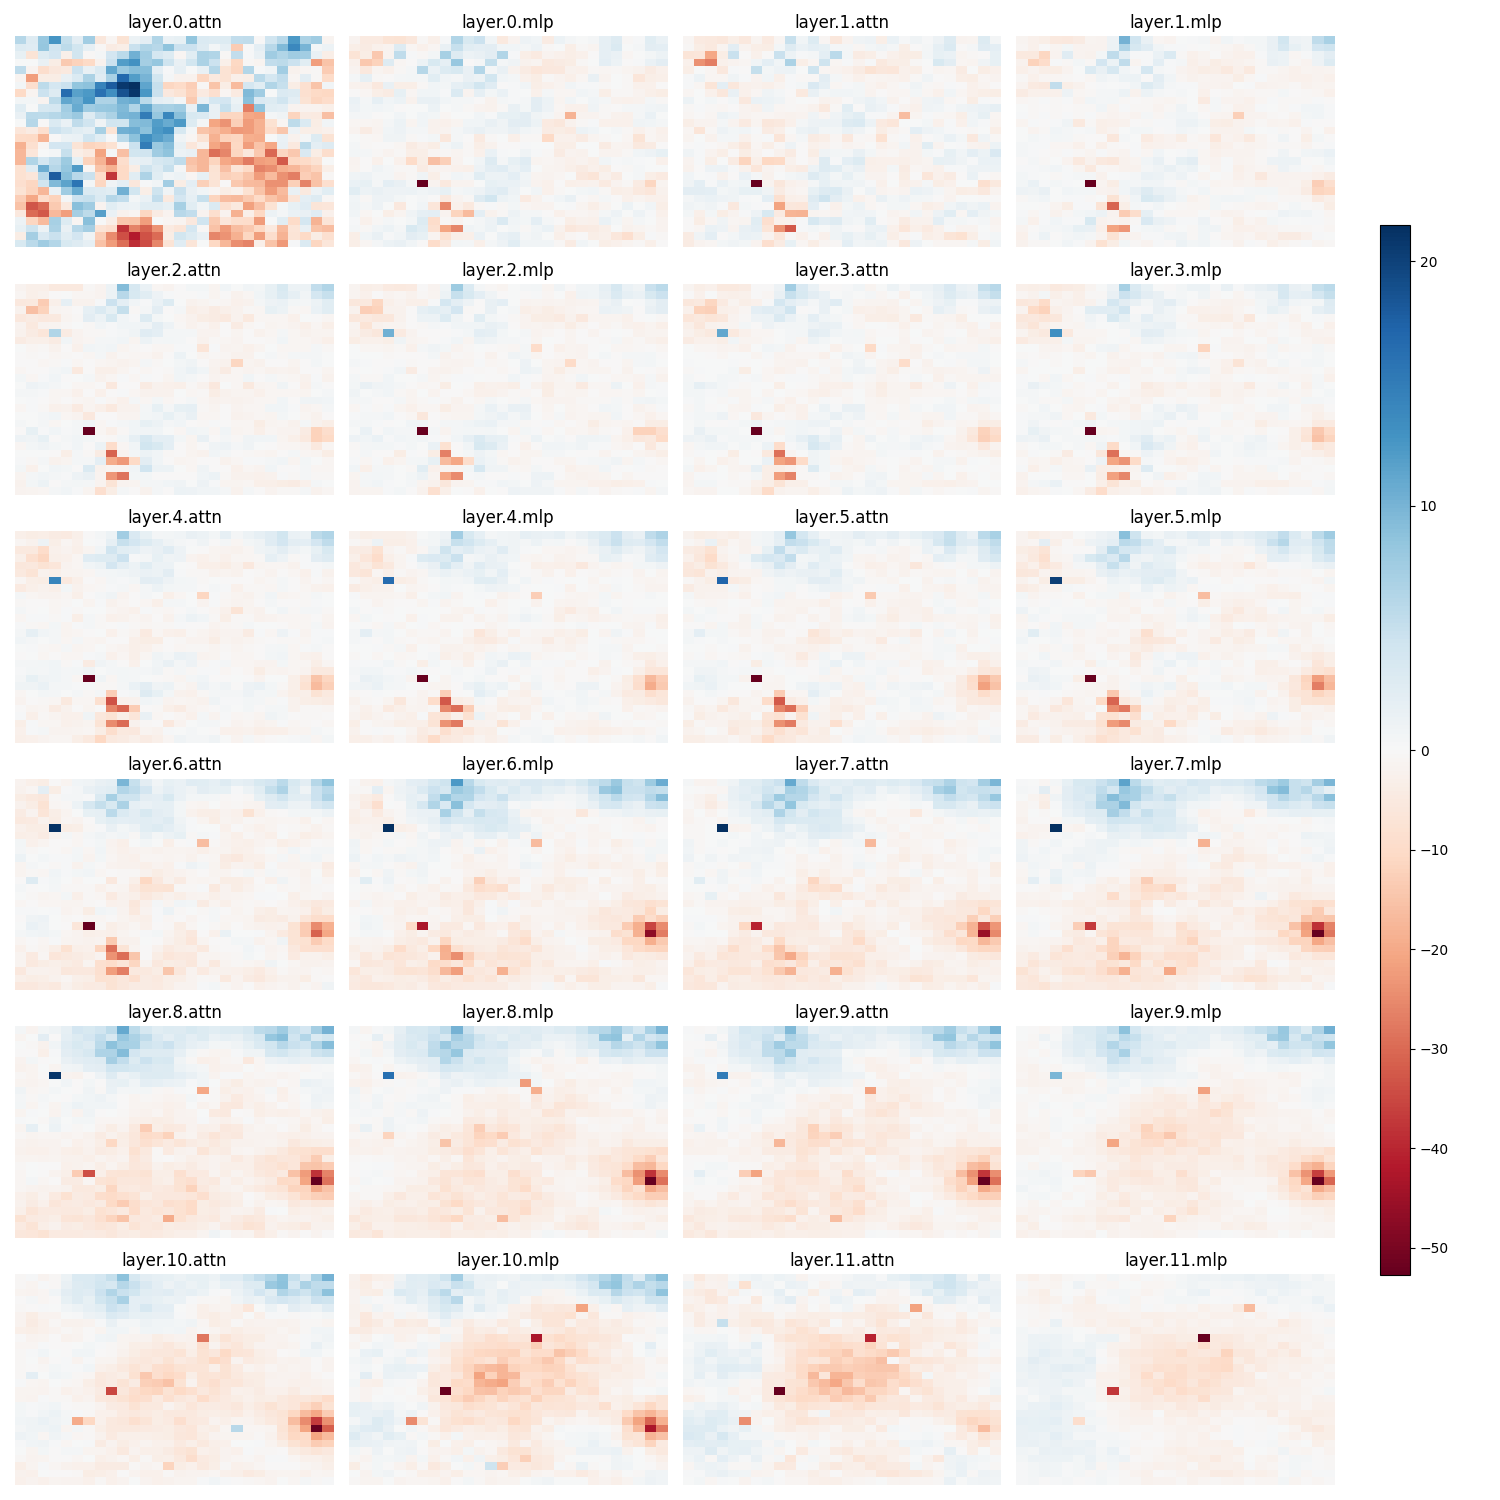 layer.0.attn layer.0.mlp layer.1.attn layer.1.mlp
layer.2.attn layer.2.mlp layer.3.attn layer.3.mlp
layer.4.attn layer.4.mlp layer.5.attn layer.5.mlp
layer.6.attn layer.6.mlp layer.7.attn layer.7.mlp
layer.8.attn layer.8.mlp layer.9.attn layer.9.mlp
layer.10.attn layer.10.mlp layer.11.attn layer.11.mlp
20
10
0
−10
−20
−30
−40
−50